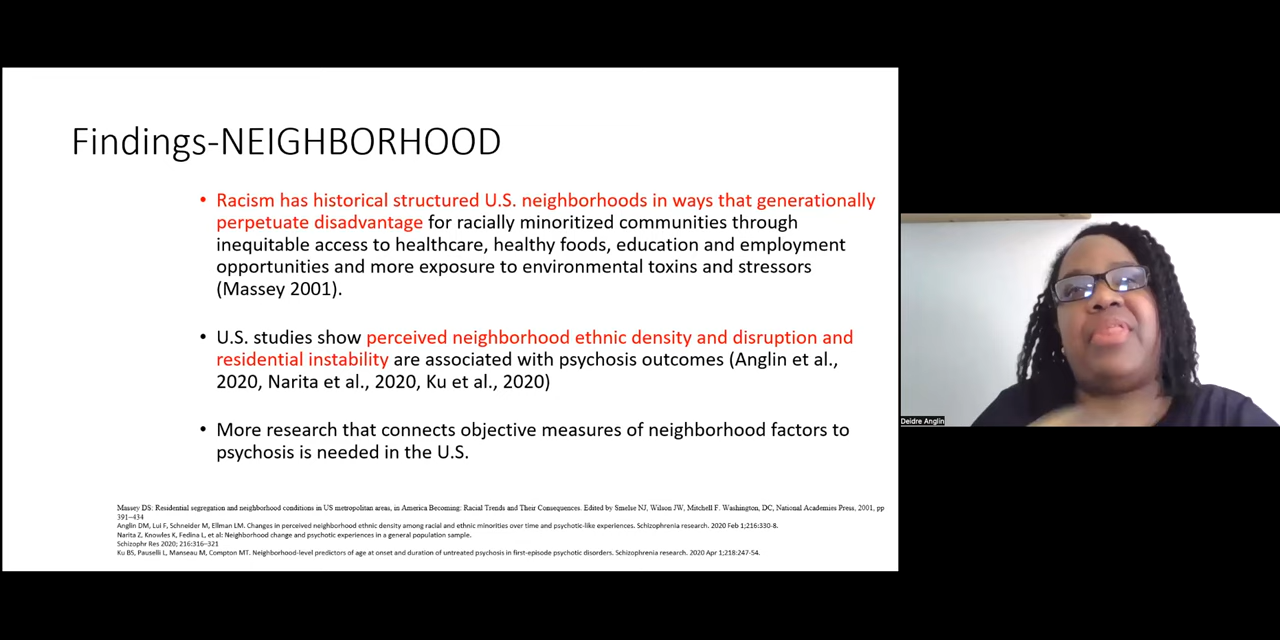 Findings-NEIGHBORHOOD
• Racism has historical structured U.S. neighborhoods in ways that generationally
perpetuate disadvantage for racially minoritized communities through
inequitable access to healthcare, healthy foods, education and employment
opportunities and more exposure to environmental toxins and stressors
(Massey 2001).
• U.S. studies show perceived neighborhood ethnic density and disruption and
residential instability are associated with psychosis outcomes (Anglin et al.,
2020, Narita et al., 2020, Ku et al., 2020)
• More research that connects objective measures of neighborhood factors to
psychosis is needed in the U.S.
Massey DS: Residential segregation and neighborhood conditions in US metropolitan areas, in America Becoming: Racial Trends and Their Consequences. Edited by Smelse NJ, Wilson JW, Mitchell F. Washington, DC, National Academies Press, 2001, pp
391–434
Anglin DM, Lui F, Schneider M, Ellman LM. Changes in perceived neighborhood ethnic density among racial and ethnic minorities over time and psychotic-like experiences. Schizophrenia research. 2020 Feb 1;216:330-8.
Narita Z, Knowles K, Fedina L, et al: Neighborhood change and psychotic experiences in a general population sample.
Schizophr Res 2020; 216:316–321
Ku BS, Pauselli L, Manseau M, Compton MT. Neighborhood-level predictors of age at onset and duration of untreated psychosis in first-episode psychotic disorders. Schizophrenia research. 2020 Apr 1;218:247-54.
Deidre Anglin